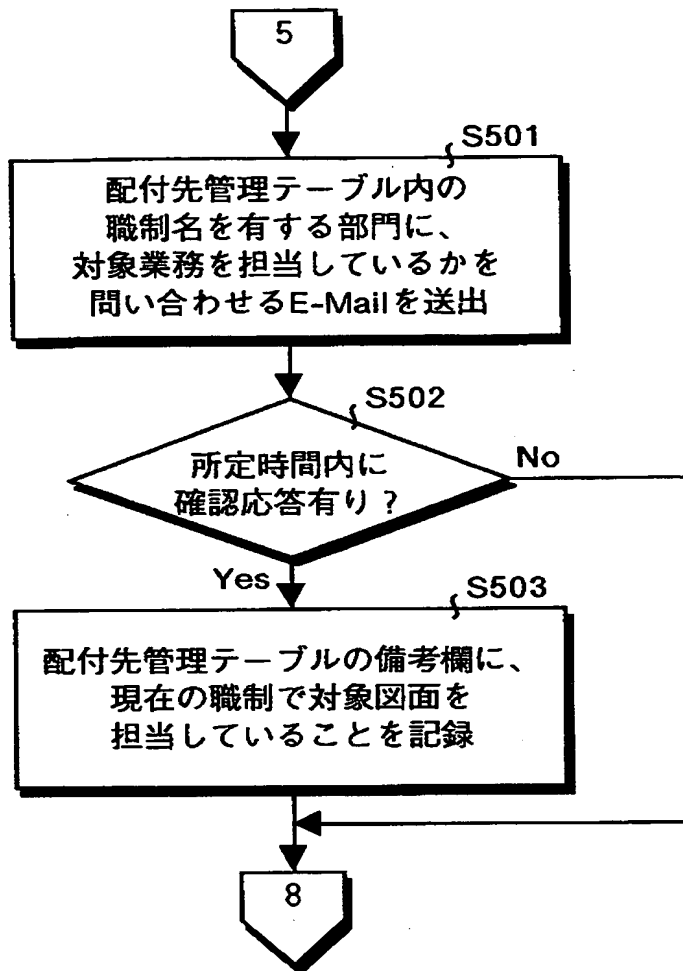 5
S501
配付先管理テーブル内の
職制名を有する部門に、
対象業務を担当しているかを
問い合わせるE-Mailを送出
S502
所定時間内に
確認応答有り？
No
Yes
S503
配付先管理テーブルの備考欄に、
現在の職制で対象図面を
担当していることを記録
8